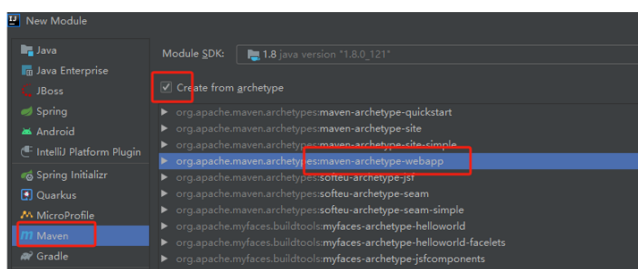 New Module
Java
Java Enterprise
JBoss
Spring
Android
IntelliJ Platform Plugin
Spring Initializr
Quarkus
MicroProfile
Maven
Gradle
Module SDK: 1.8 java version "1.8.0_121"
Create from archetype
org.apache.maven.archetypes:maven-archetype-quickstart
org.apache.maven.archetypes:maven-archetype-site
org.apache.maven.archetypes:maven-archetype-site-simple
org.apache.maven.archetypes:maven-archetype-webapp
org.apache.maven.archetypes:softeu-archetype-jsf
org.apache.maven.archetypes:softeu-archetype-seam
org.apache.maven.archetypes:softeu-archetype-seam-simple
org.apache.myfaces.buildtools:myfaces-archetype-helloworld
org.apache.myfaces.buildtools:myfaces-archetype-helloworld-facelets
org.apache.myfaces.buildtools:myfaces-archetype-jsfcomponents